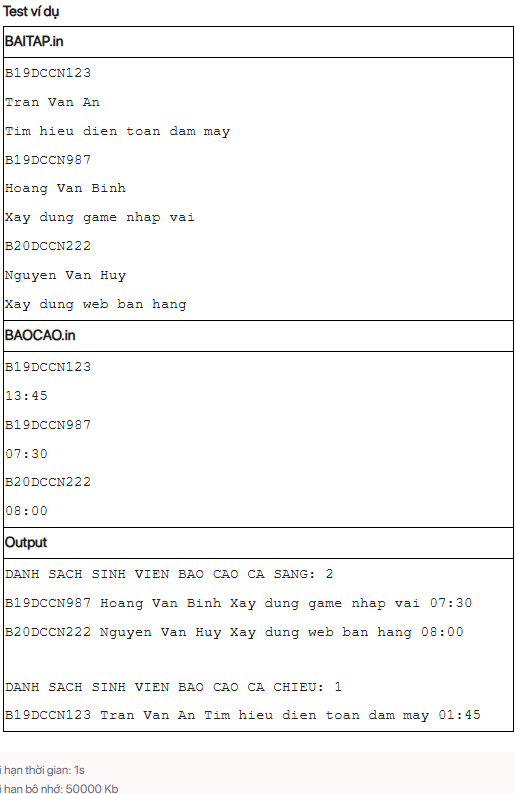 Test ví dụ
BAITAP.in
B19DCCN123
Tran Van An
Tim hieu dien toan dam may
B19DCCN987
Hoang Van Binh
Xay dung game nhap vai
B20DCCN222
Nguyen Van Huy
Xay dung web ban hang
BAOCAO.in
B19DCCN123
13:45
B19DCCN987
07:30
B20DCCN222
08:00
Output
DANH SACH SINH VIEN BAO CAO CA SANG: 2
B19DCCN987 Hoang Van Binh Xay dung game nhap vai 07:30
B20DCCN222 Nguyen Van Huy Xay dung web ban hang 08:00
DANH SACH SINH VIEN BAO CAO CA CHIEU: 1
B19DCCN123 Tran Van An Tim hieu dien toan dam may 01:45
i hạn thời gian: 1s
i hạn bộ nhớ: 50000 Kb